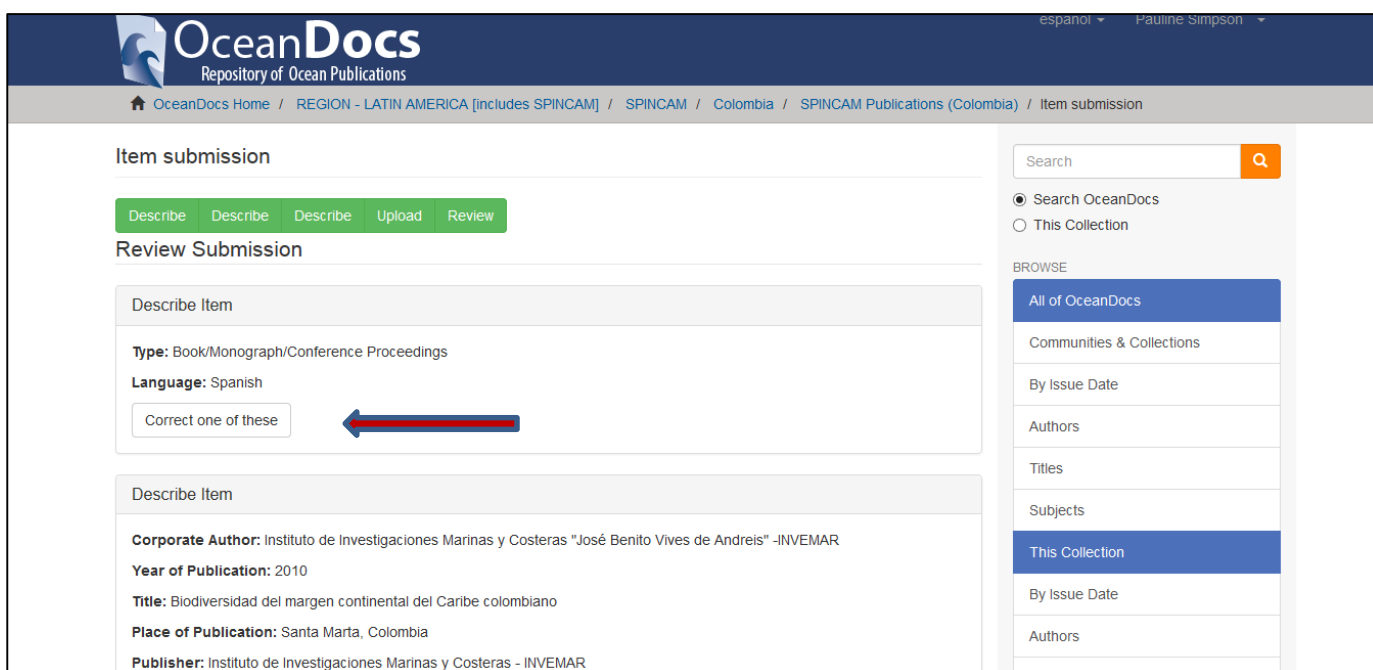 español Pauline Simpson
OceanDocs
Repository of Ocean Publications
OceanDocs Home / REGION - LATIN AMERICA [includes SPINCAM] / SPINCAM / Colombia / SPINCAM Publications (Colombia) / Item submission
Item submission
Describe Describe Describe Upload Review
Review Submission
Describe Item
Type: Book/Monograph/Conference Proceedings
Language: Spanish
Correct one of these
Describe Item
Corporate Author: Instituto de Investigaciones Marinas y Costeras "José Benito Vives de Andreis" -INVEMAR
Year of Publication: 2010
Title: Biodiversidad del margen continental del Caribe colombiano
Place of Publication: Santa Marta, Colombia
Publisher: Instituto de Investigaciones Marinas y Costeras - INVEMAR
Search
Search OceanDocs
This Collection
BROWSE
All of OceanDocs
Communities & Collections
By Issue Date
Authors
Titles
Subjects
This Collection
By Issue Date
Authors